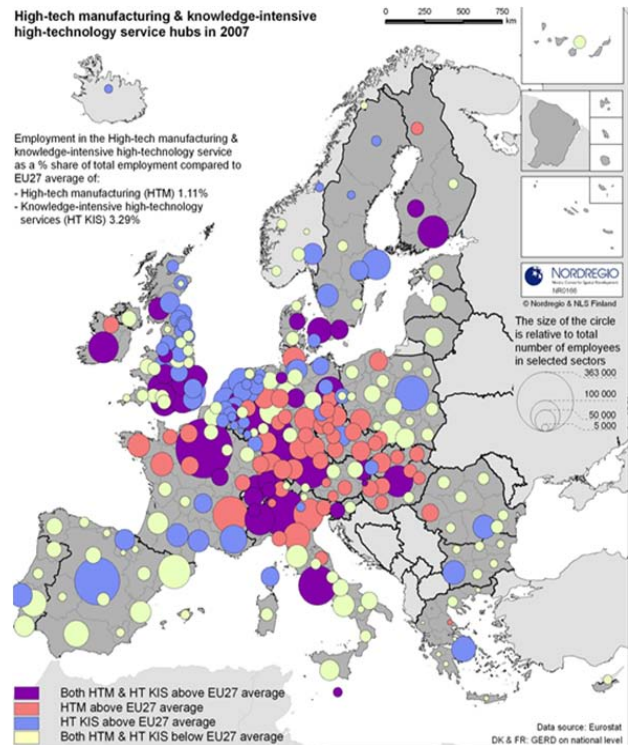 High-tech manufacturing & knowledge-intensive
high-technology service hubs in 2007
0 250 500 750
km
Employment in the High-tech manufacturing &
knowledge-intensive high-technology service
as a % share of total employment compared to
EU27 average of:
- High-tech manufacturing (HTM) 1.11%
- Knowledge-intensive high-technology
services (HT KIS) 3.29%
NORDREGIO
© Nordregio & NLS Finland
The size of the circle
is relative to total
number of employees
in selected sectors
363 000
100 000
50 000
5 000
Both HTM & HT KIS above EU27 average
HTM above EU27 average
HT KIS above EU27 average
Both HTM & HT KIS below EU27 average
Data source: Eurostat
DK & FR: GERD on national level